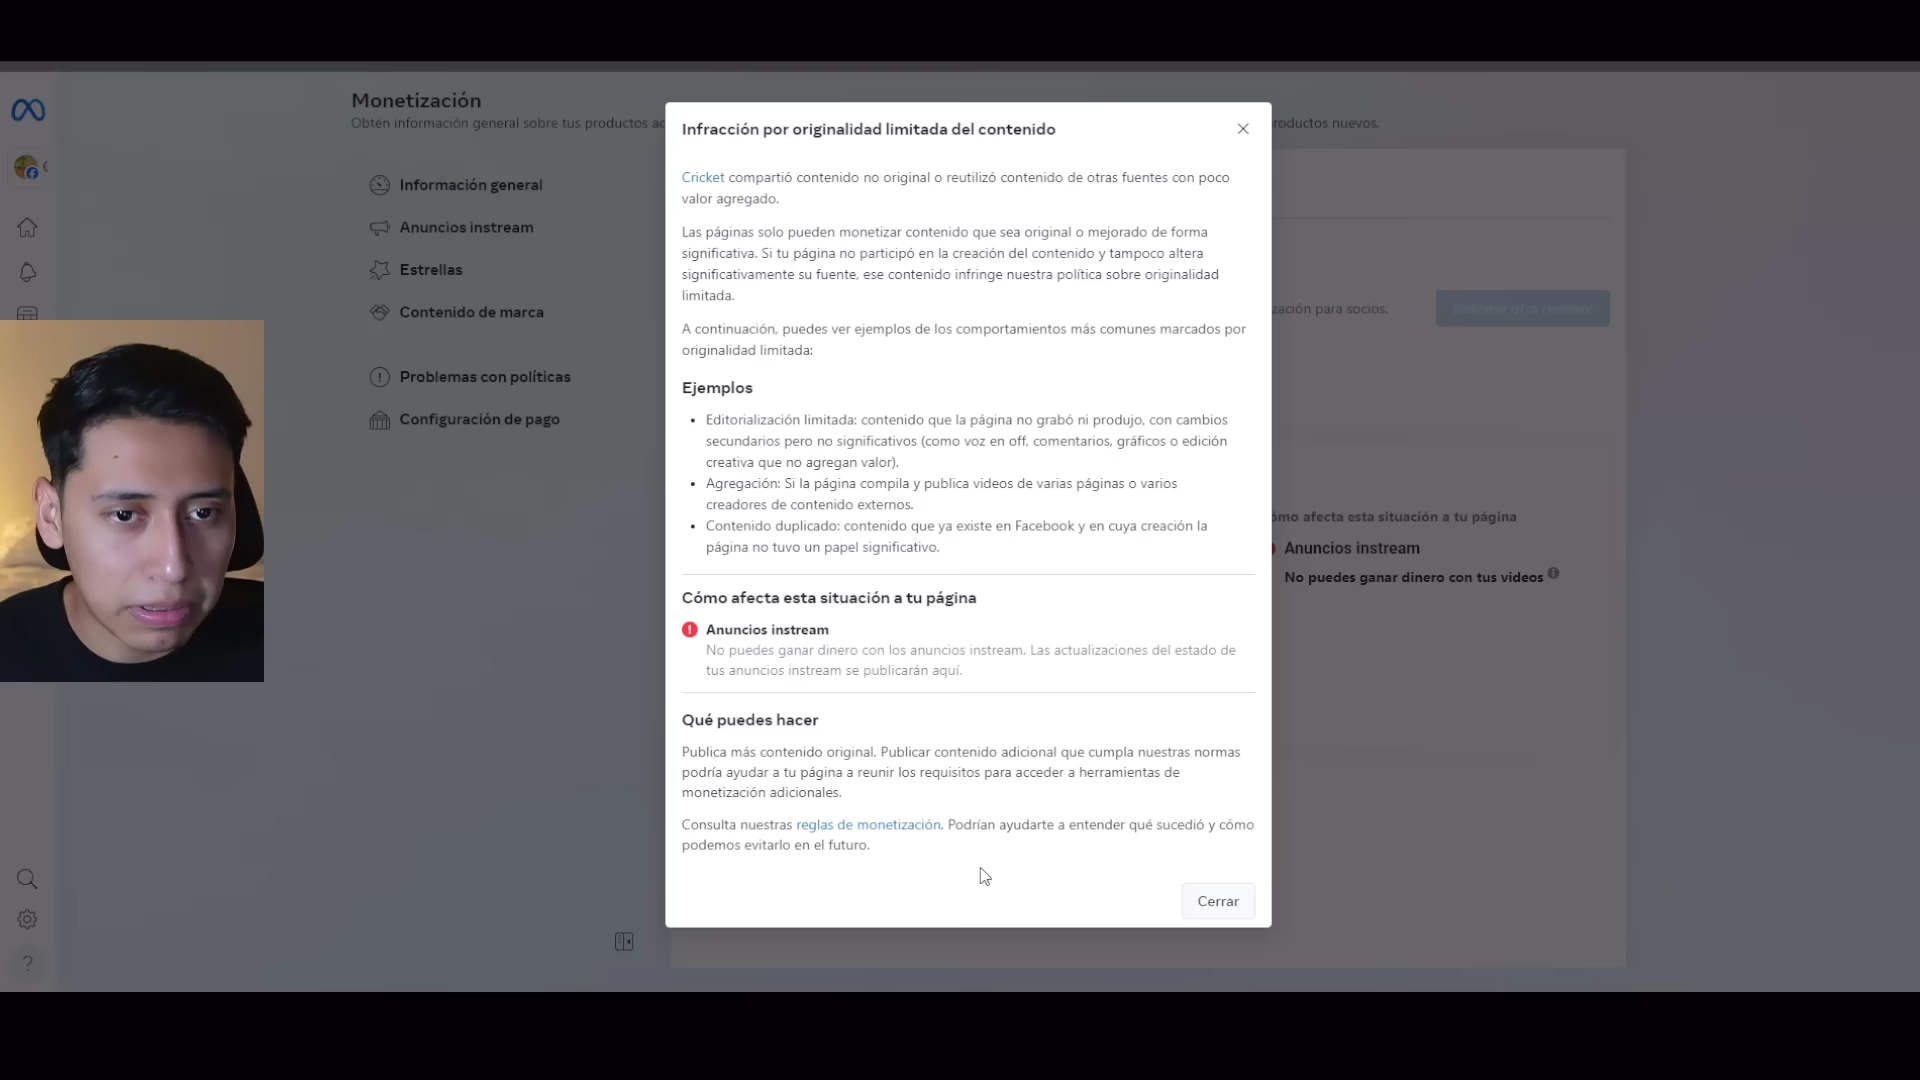 Monetización
Obtén información general sobre tus productos ac
roductos nuevos.
Información general
Anuncios instream
Estrellas
Contenido de marca
Problemas con políticas
Configuración de pago
Infracción por originalidad limitada del contenido
Cricket compartió contenido no original o reutilizó contenido de otras fuentes con poco
valor agregado.
Las páginas solo pueden monetizar contenido que sea original o mejorado de forma
significativa. Si tu página no participó en la creación del contenido y tampoco altera
significativamente su fuente, ese contenido infringe nuestra política sobre originalidad
limitada.
A continuación, puedes ver ejemplos de los comportamientos más comunes marcados por
originalidad limitada:
Ejemplos
• Editorialización limitada: contenido que la página no grabó ni produjo, con cambios
secundarios pero no significativos (como voz en off, comentarios, gráficos o edición
creativa que no agregan valor).
• Agregación: Si la página compila y publica videos de varias páginas o varios
creadores de contenido externos.
• Contenido duplicado: contenido que ya existe en Facebook y en cuya creación la
página no tuvo un papel significativo.
Cómo afecta esta situación a tu página
Anuncios instream
No puedes ganar dinero con los anuncios instream. Las actualizaciones del estado de
tus anuncios instream se publicarán aquí.
Qué puedes hacer
Publica más contenido original. Publicar contenido adicional que cumpla nuestras normas
podría ayudar a tu página a reunir los requisitos para acceder a herramientas de
monetización adicionales.
Consulta nuestras reglas de monetización. Podrían ayudarte a entender qué sucedió y cómo
podemos evitarlo en el futuro.
Cerrar
zación para socios.
ómo afecta esta situación a tu página
Anuncios instream
No puedes ganar dinero con tus videos